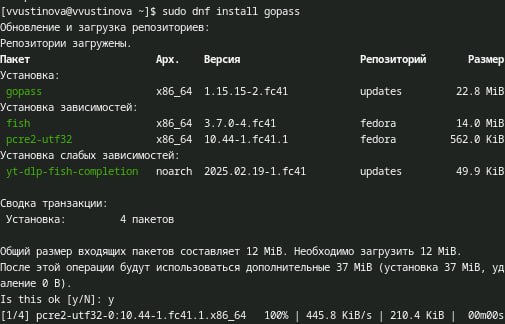 [vvustinova@vvustinova ~]$ sudo dnf install gopass
Обновление и загрузка репозиториев:
Репозитории загружены.
Пакет Арх. Версия Репозиторий Размер
Установка:
gopass x86_64 1.15.15-2.fc41 updates 22.8 MiB
Установка зависимостей:
fish x86_64 3.7.0-4.fc41 fedora 14.0 MiB
pcre2-utf32 x86_64 10.44-1.fc41.1 fedora 562.0 KiB
Установка слабых зависимостей:
yt-dlp-fish-completion noarch 2025.02.19-1.fc41 updates 49.9 KiB
Сводка транзакции:
Установка: 4 пакетов
Общий размер входящих пакетов составляет 12 MiB. Необходимо загрузить 12 MiB.
После этой операции будут использоваться дополнительные 37 MiB (установка 37 MiB, уд
аление 0 B).
Is this ok [y/N]: y
[1/4] pcre2-utf32-0:10.44-1.fc41.1.x86_64 100% | 445.8 KiB/s | 210.4 KiB | 00m00s